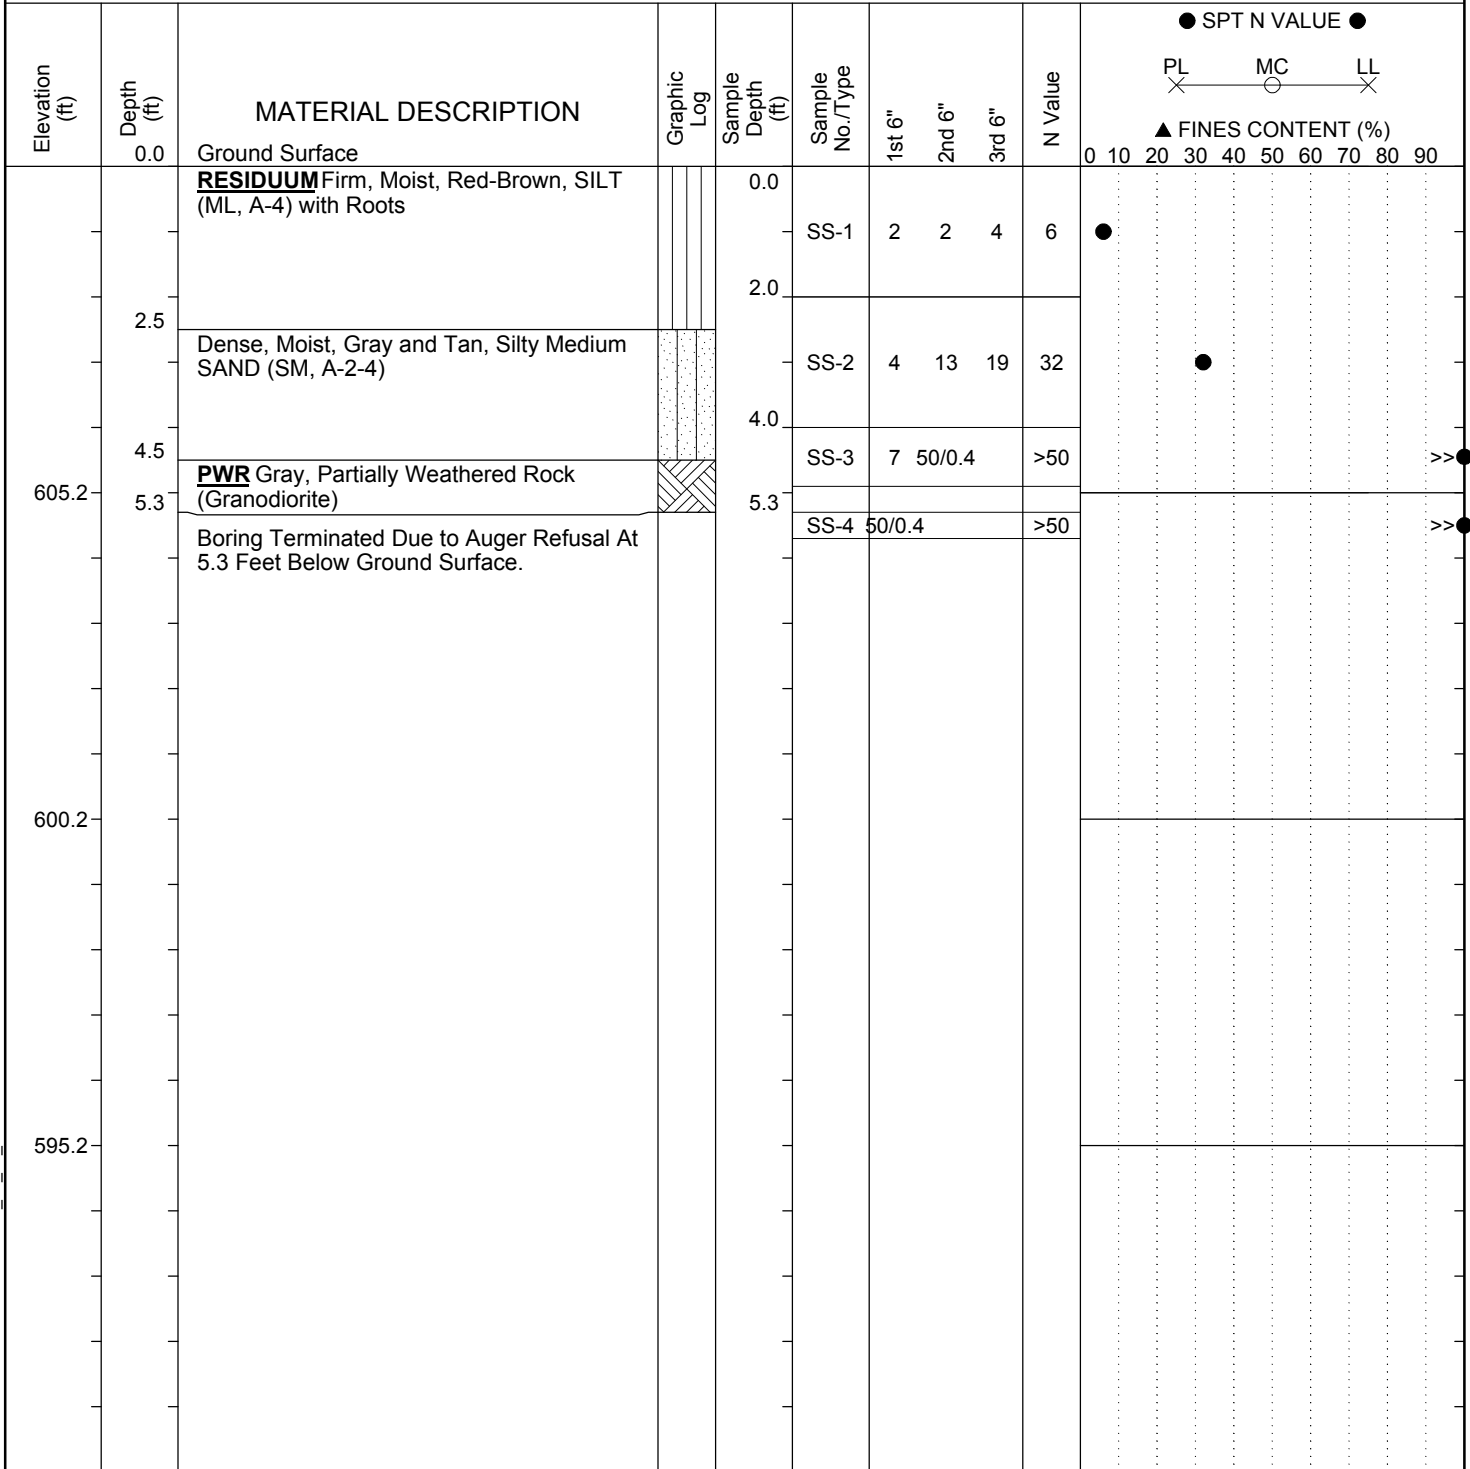 ● SPT N VALUE ●
PL MC LL
▲ FINES CONTENT (%)
Elevation (ft)
Depth (ft)
MATERIAL DESCRIPTION
Graphic Log
Sample Depth (ft)
Sample No./Type
1st 6"
2nd 6"
3rd 6"
N Value
0 10 20 30 40 50 60 70 80 90
0.0 Ground Surface
RESIDUUM Firm, Moist, Red-Brown, SILT 0.0
(ML, A-4) with Roots
SS-1 2 2 4 6
2.0
2.5
Dense, Moist, Gray and Tan, Silty Medium
SAND (SM, A-2-4)
SS-2 4 13 19 32
4.0
4.5
SS-3 7 50/0.4 >50 >>
PWR Gray, Partially Weathered Rock
605.2 5.3 (Granodiorite) 5.3
SS-4 50/0.4 >50 >>
Boring Terminated Due to Auger Refusal At
5.3 Feet Below Ground Surface.
600.2
595.2